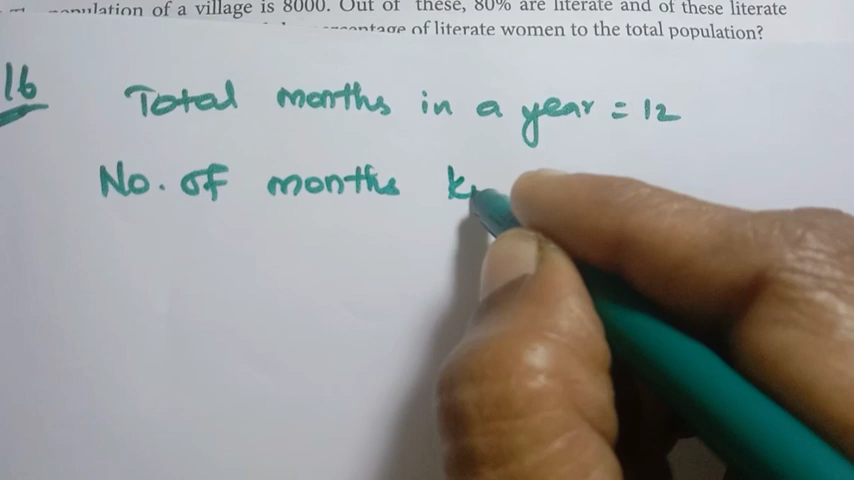 population of a village is 8000. Out of these, 80% are literate and of these literate
percentage of literate women to the total population?
16
Total months in a year = 12
No. of months